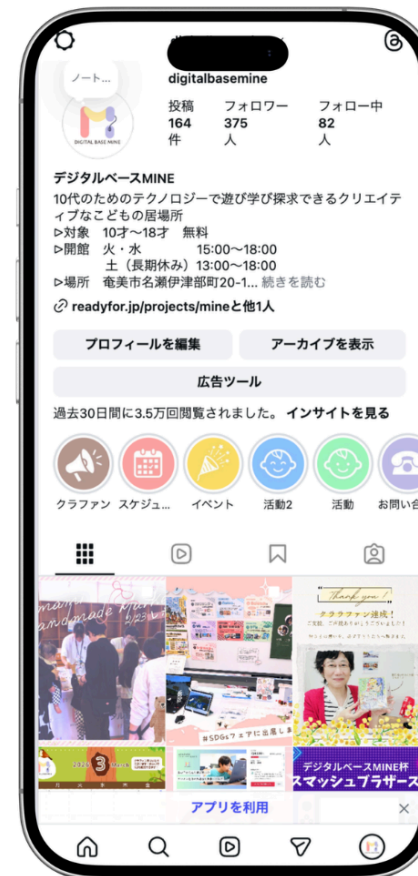 ノート...
DIGITAL BASE MINE
digitalbasemine
投稿 フォロワー フォロー中
164 375 82
件 人 人
デジタルベースMINE
10代のためのテクノロジーで遊び学び探求できるクリエイテ
ィブなこどもの居場所
▷対象 10才〜18才 無料
▷開館 火・水 15:00〜18:00
土（長期休み）13:00〜18:00
▷場所 奄美市名瀬伊津部町20-1... 続きを読む
readyfor.jp/projects/mineと他1人
プロフィールを編集 アーカイブを表示
広告ツール
過去30日間に3.5万回閲覧されました。 インサイトを見る
クラファン スケジュ... イベント 活動2 活動 お問い合
handmade
2/23
#SDGsフェアに出展しま
Thank you!
クラファン達成！
3
デジタルベースMINE杯
スマッシュブラザーズ
アプリを利用